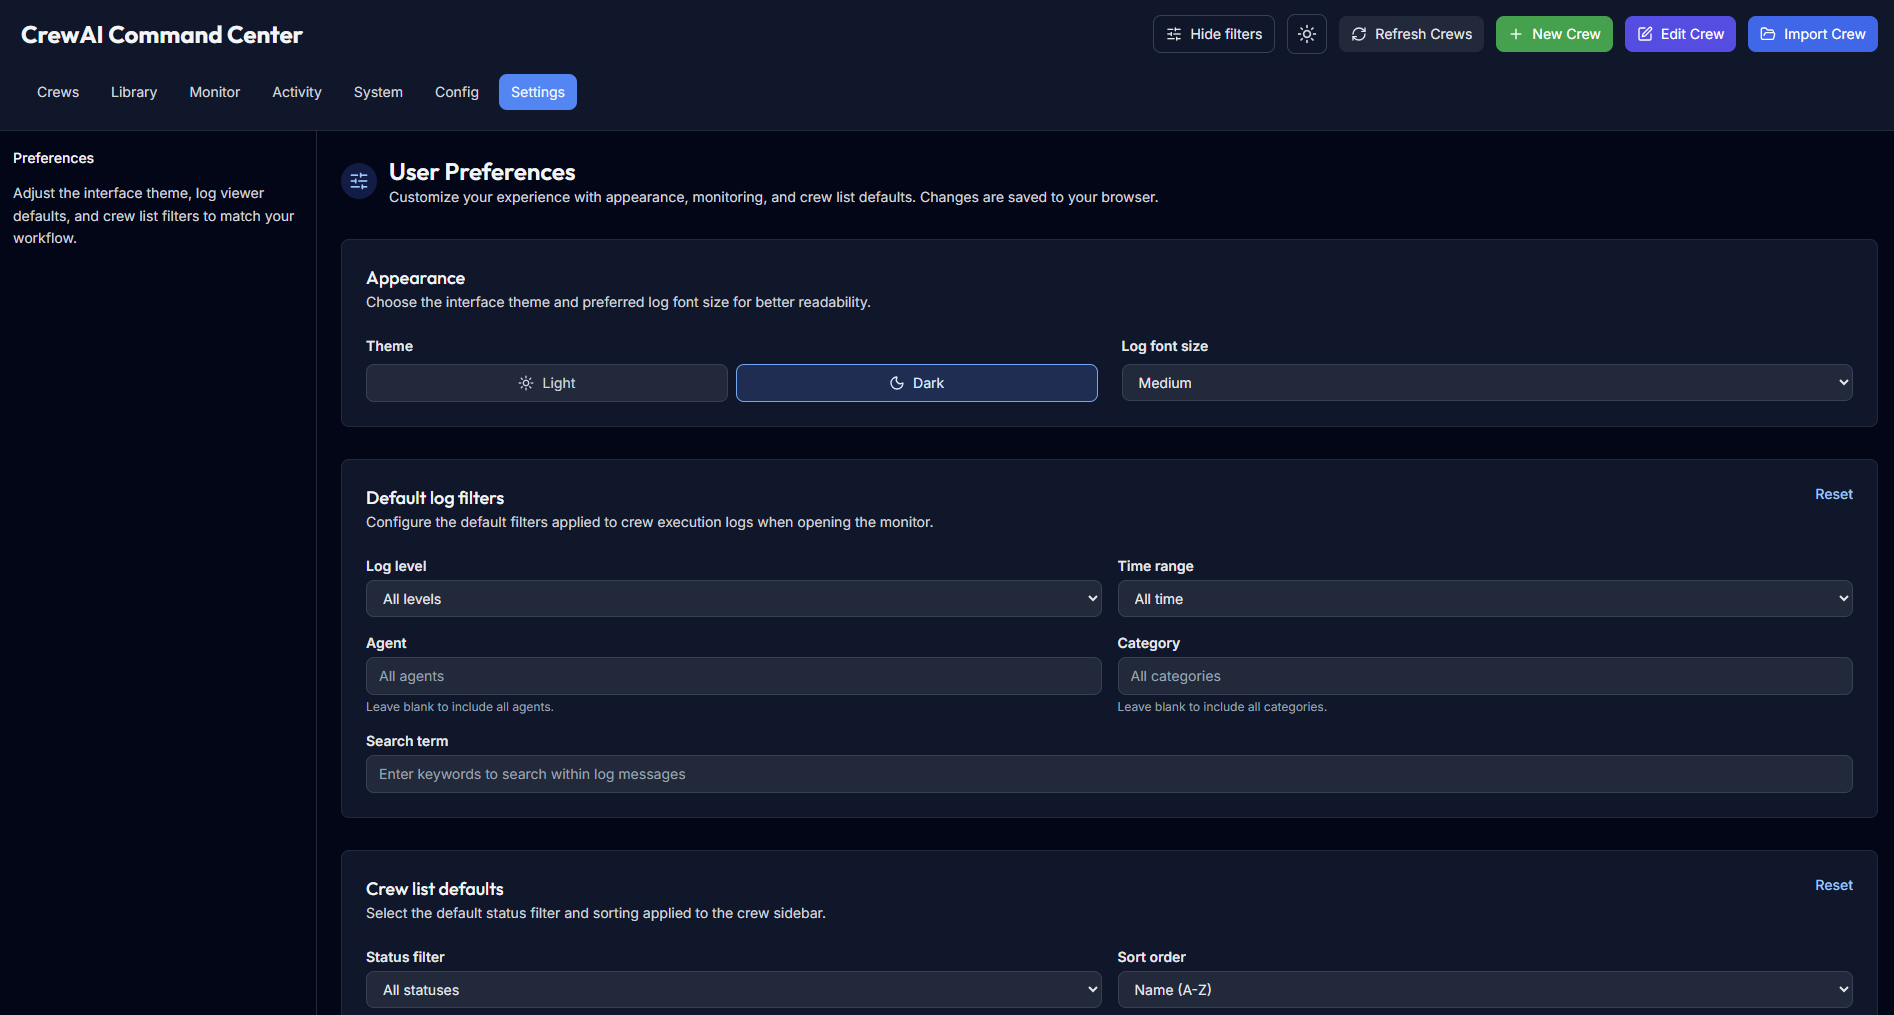 CrewAI Command Center
Hide filters
Refresh Crews
New Crew
Edit Crew
Import Crew
Crews
Library
Monitor
Activity
System
Config
Settings
Preferences
Adjust the interface theme, log viewer
defaults, and crew list filters to match your
workflow.
User Preferences
Customize your experience with appearance, monitoring, and crew list defaults. Changes are saved to your browser.
Appearance
Choose the interface theme and preferred log font size for better readability.
Theme
Log font size
Light
Dark
Medium
Default log filters
Reset
Configure the default filters applied to crew execution logs when opening the monitor.
Log level
Time range
All levels
All time
Agent
Category
All agents
All categories
Leave blank to include all agents.
Leave blank to include all categories.
Search term
Enter keywords to search within log messages
Crew list defaults
Reset
Select the default status filter and sorting applied to the crew sidebar.
Status filter
Sort order
All statuses
Name (A-Z)